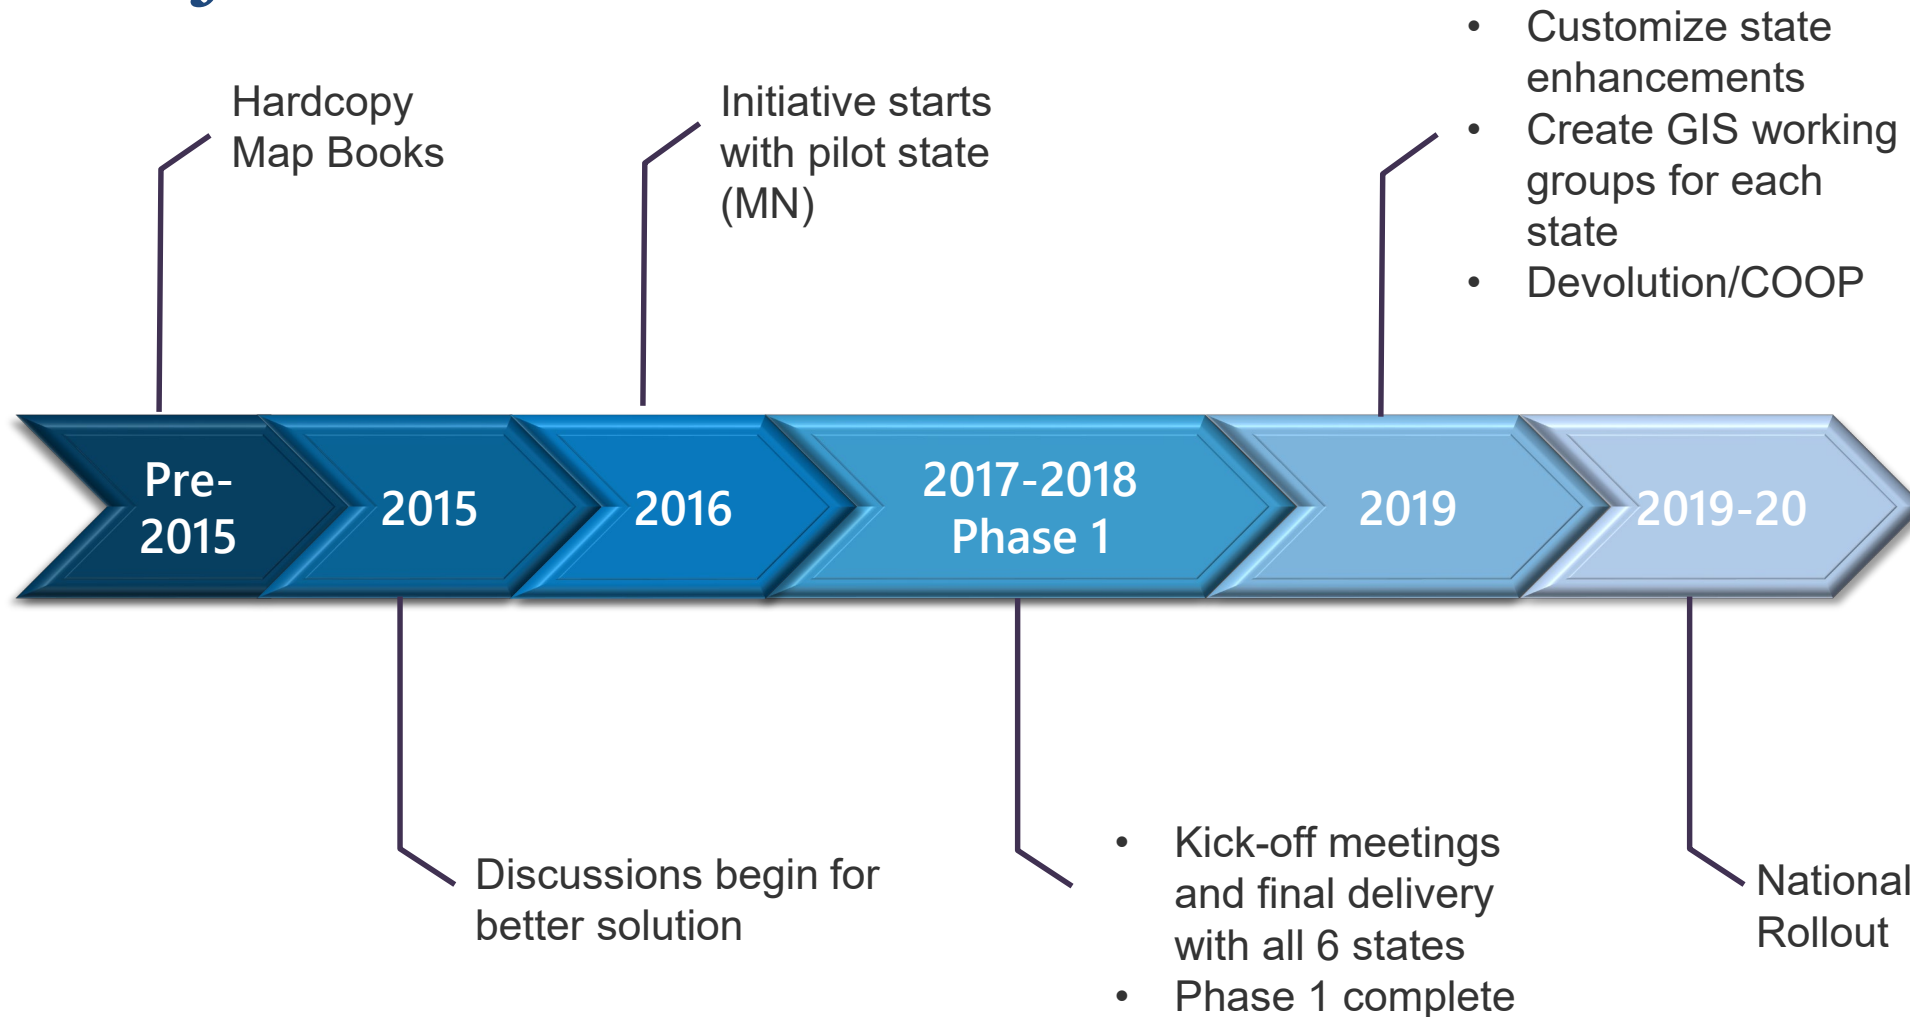 Hardcopy
Map Books
Initiative starts
with pilot state
(MN)
• Customize state
enhancements
• Create GIS working
groups for each
state
• Devolution/COOP
Pre-
2015
2015
2016
2017-2018
Phase 1
2019
2019-20
Discussions begin for
better solution
• Kick-off meetings
and final delivery
with all 6 states
• Phase 1 complete
National
Rollout